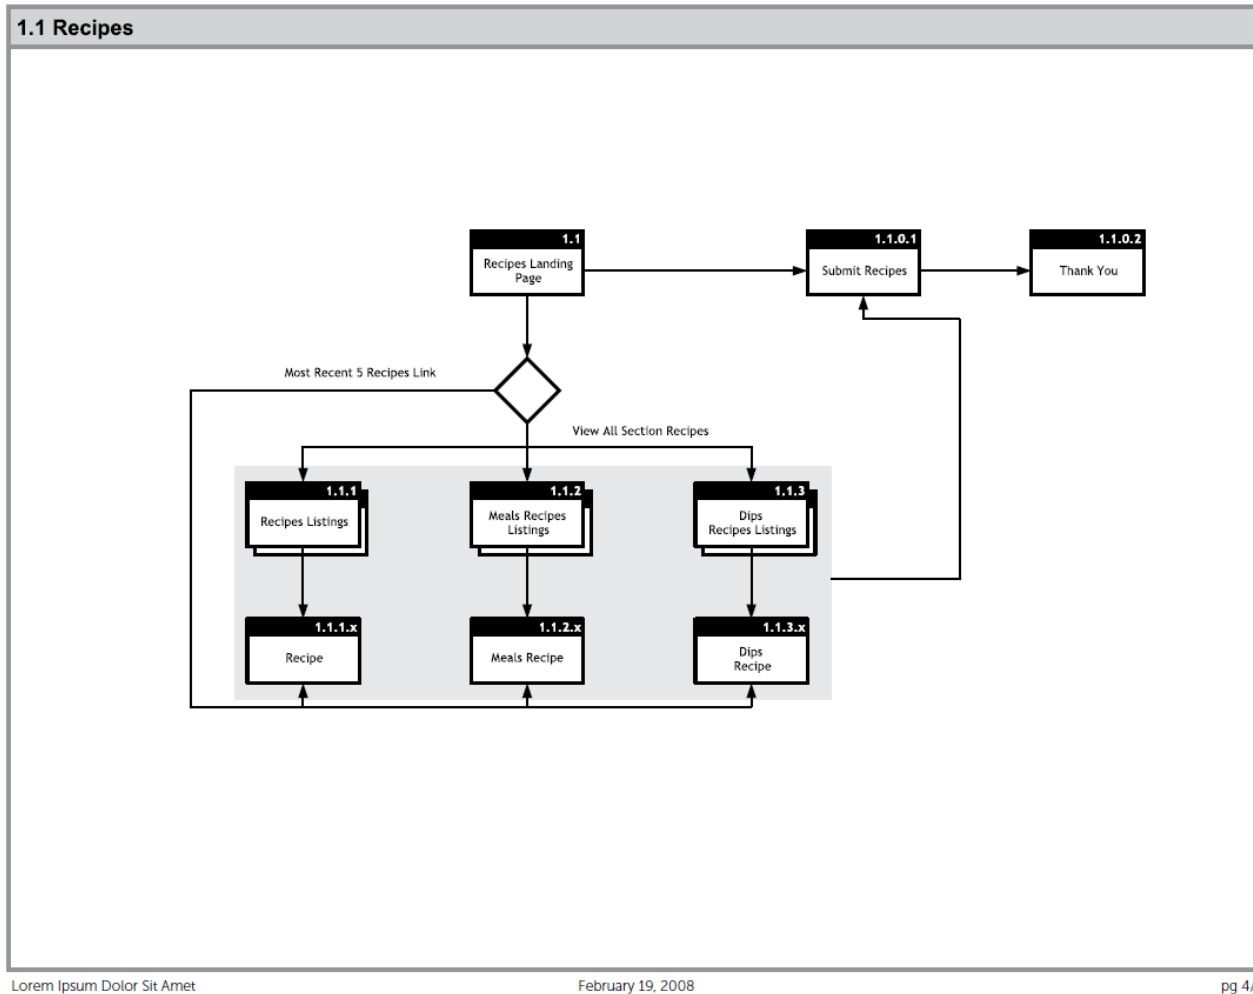 1.1 Recipes
1.1
Recipes Landing
Page
1.1.0.1
Submit Recipes
1.1.0.2
Thank You
Most Recent 5 Recipes Link
View All Section Recipes
1.1.1
Recipes Listings
1.1.2
Meals Recipes
Listings
1.1.3
Dips
Recipes Listings
1.1.1.x
Recipe
1.1.2.x
Meals Recipe
1.1.3.x
Dips
Recipe
Lorem Ipsum Dolor Sit Amet
February 19, 2008
pg 4/